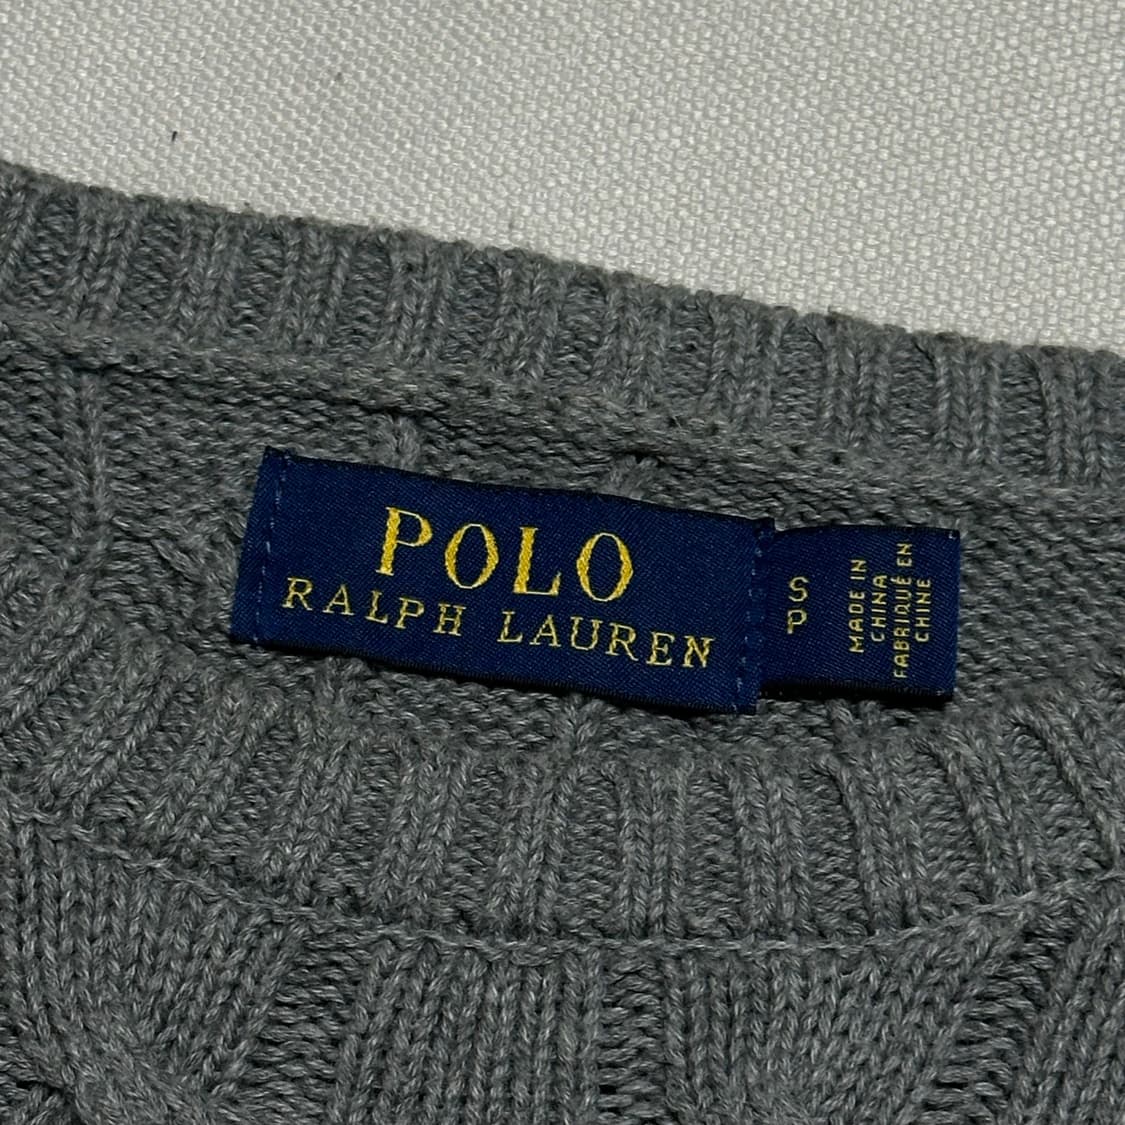 POLO
RALPH LAUREN
S
P
MADE IN
CHINA
FABRIQUÉ EN
CHINE